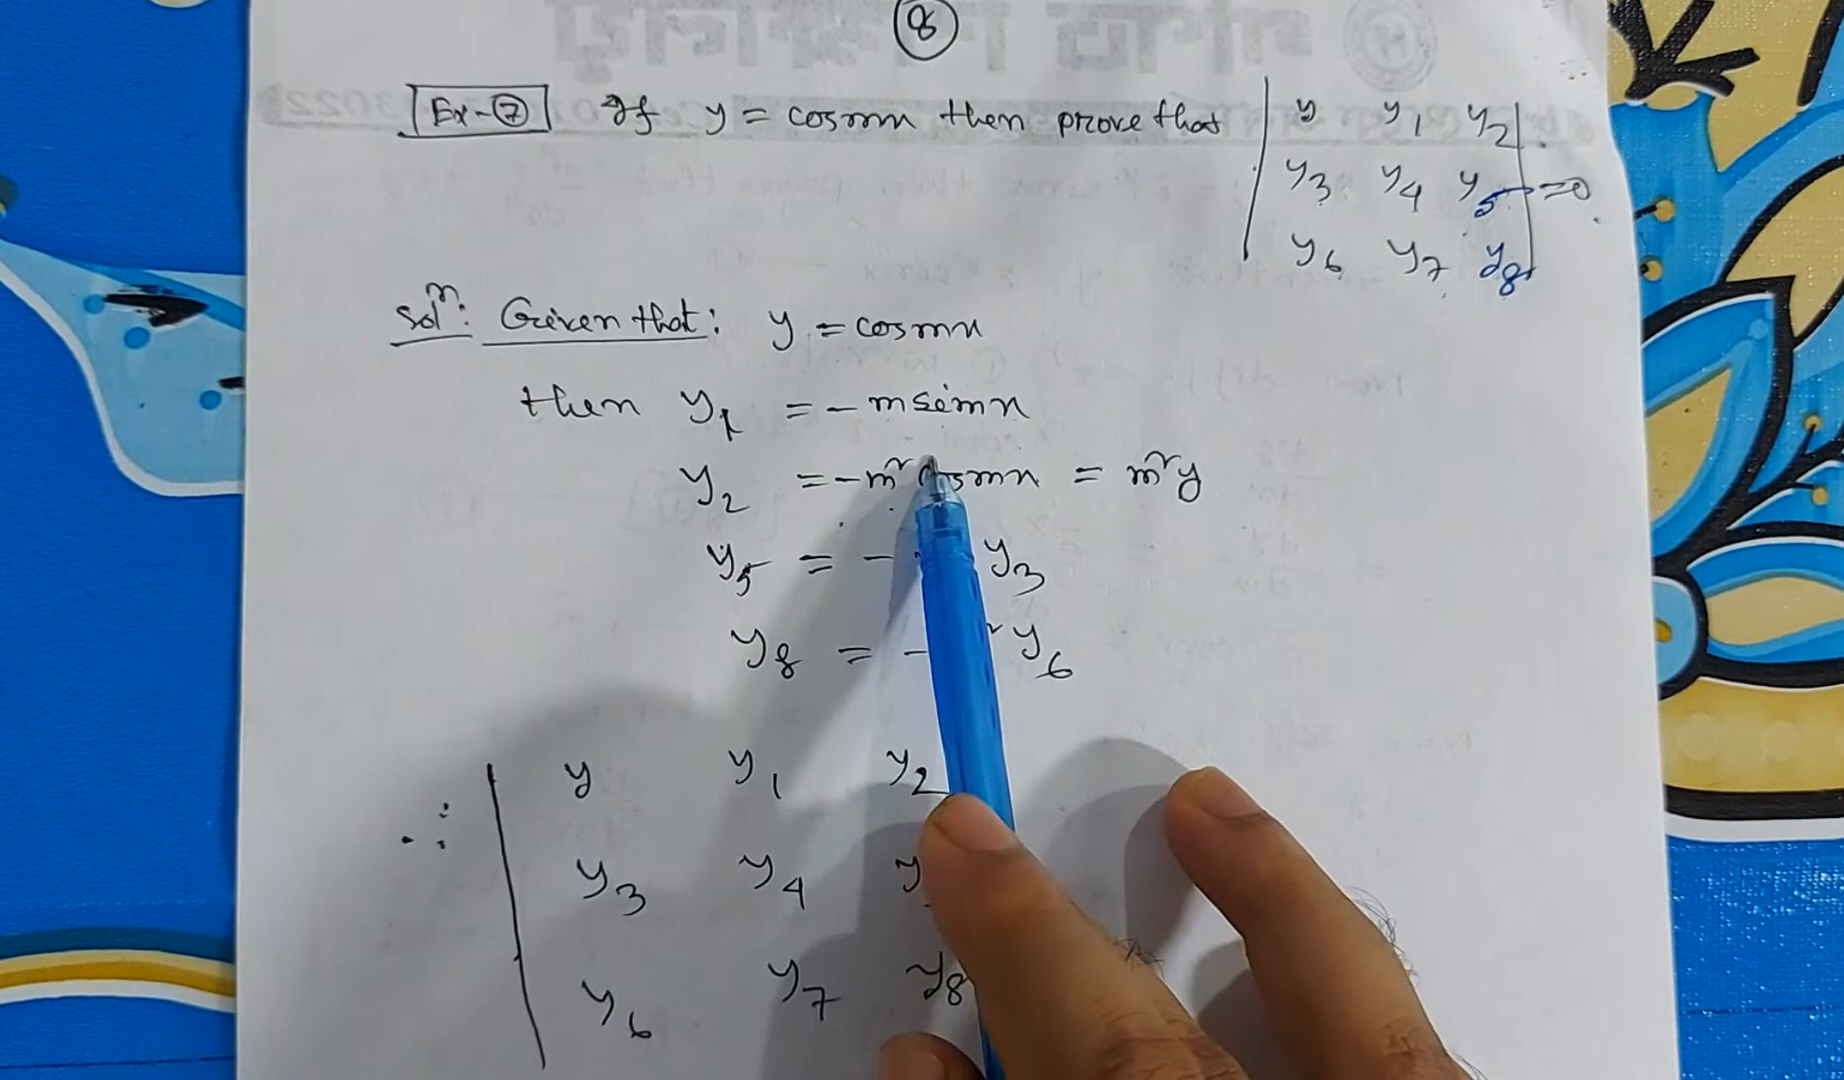 8
Ex-7 If y = cosmx then prove that | y y1 y2 |
| y3 y4 y5 | = 0
| y6 y7 y8 |
Solⁿ: Given that: y = cosmx
then y1 = - m sinmx
y2 = - m² cosmx = m²y
y5 = - y3
y8 = - ² y6
∴ | y y1 y2
y3 y4 y
y6 y7 y8